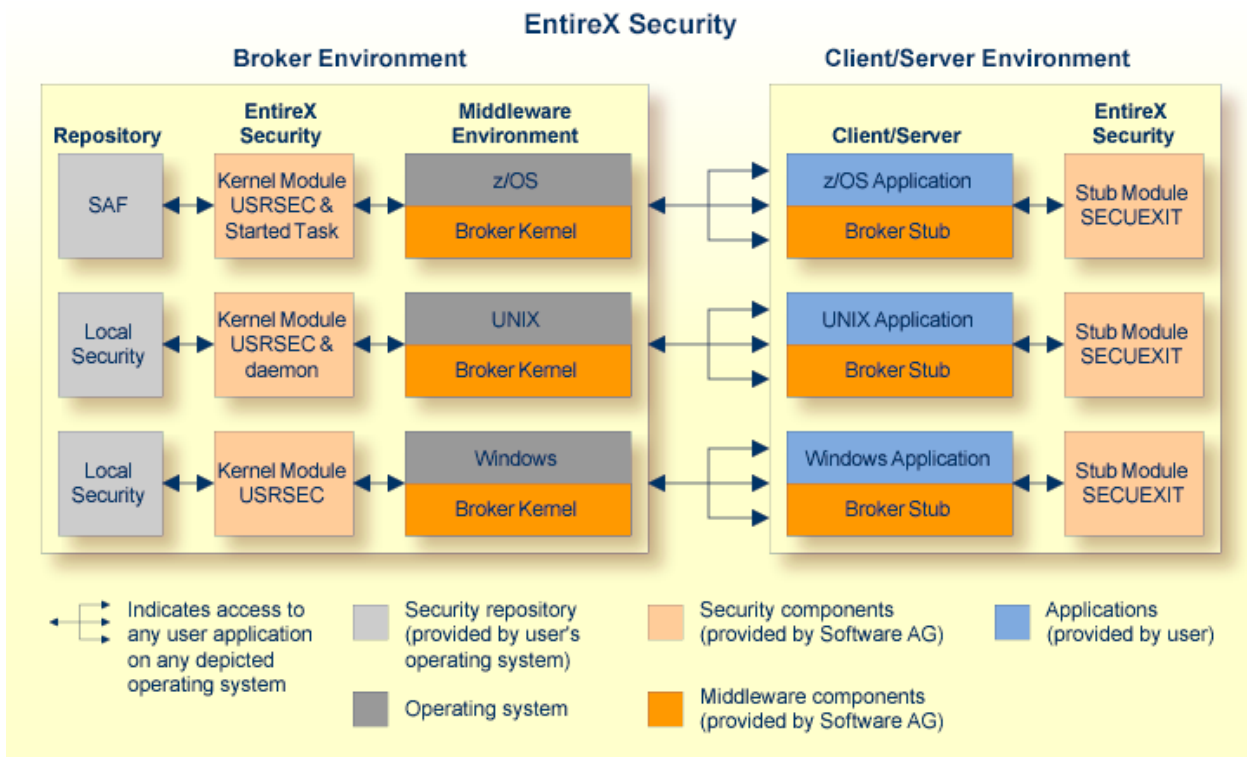 EntireX Security
Broker Environment
Client/Server Environment
Repository
EntireX
Security
Middleware
Environment
Client/Server
EntireX
Security
SAF
Kernel Module
USRSEC &
Started Task
z/OS
Broker Kernel
z/OS Application
Broker Stub
Stub Module
SECUEXIT
Local
Security
Kernel Module
USRSEC &
daemon
UNIX
Broker Kernel
UNIX Application
Broker Stub
Stub Module
SECUEXIT
Local
Security
Kernel Module
USRSEC
Windows
Broker Kernel
Windows Application
Broker Stub
Stub Module
SECUEXIT
Indicates access to
any user application
on any depicted
operating system
Security repository
(provided by user's
operating system)
Operating system
Security components
(provided by Software AG)
Middleware components
(provided by Software AG)
Applications
(provided by user)